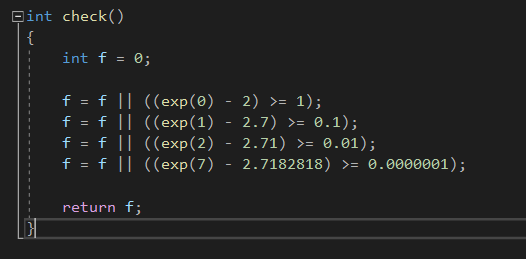 int check()
{
int f = 0;
f = f || ((exp(0) - 2) >= 1);
f = f || ((exp(1) - 2.7) >= 0.1);
f = f || ((exp(2) - 2.71) >= 0.01);
f = f || ((exp(7) - 2.7182818) >= 0.0000001);
return f;
}